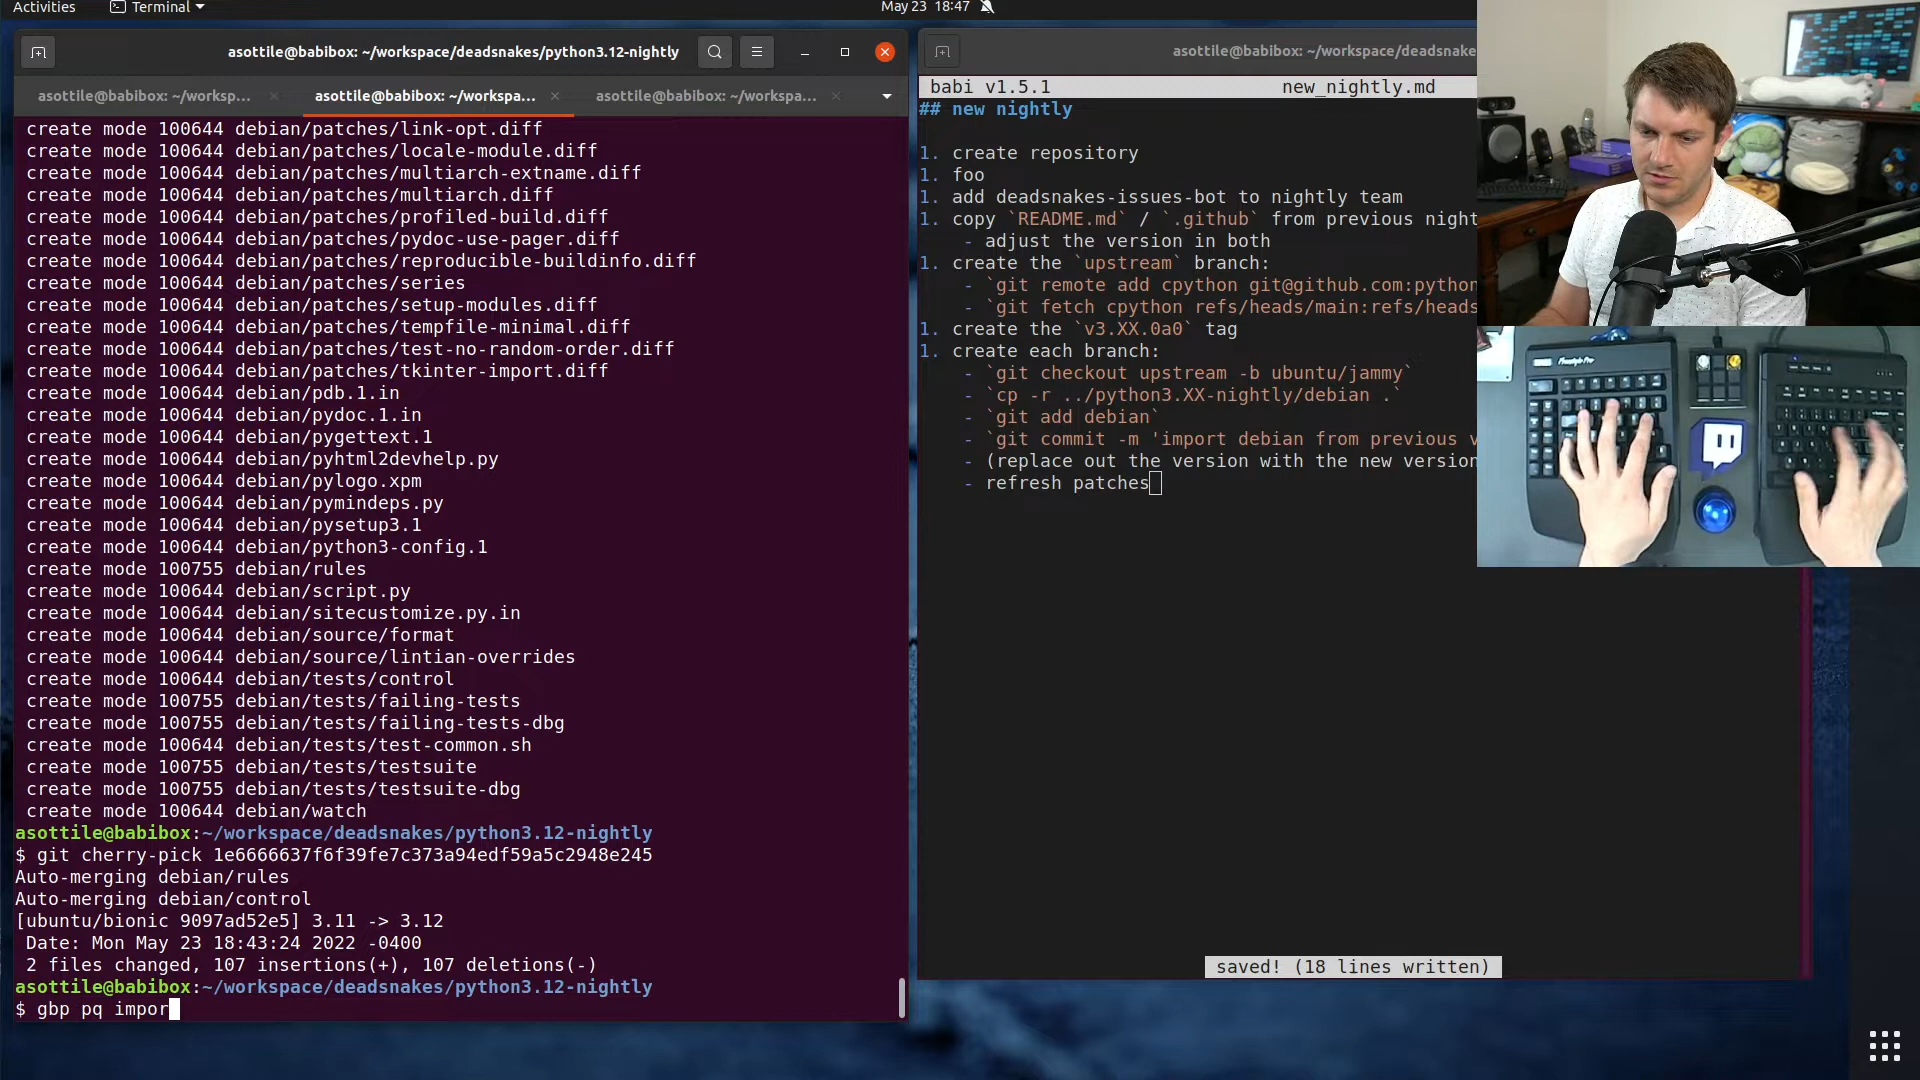 Activities
Terminal
May 23 18:47
asottile@babibox: ~/workspace/deadsnakes/python3.12-nightly
asottile@babibox: ~/worksp...
asottile@babibox: ~/workspa...
asottile@babibox: ~/workspa...
create mode 100644 debian/patches/link-opt.diff
create mode 100644 debian/patches/locale-module.diff
create mode 100644 debian/patches/multiarch-extname.diff
create mode 100644 debian/patches/multiarch.diff
create mode 100644 debian/patches/profiled-build.diff
create mode 100644 debian/patches/pydoc-use-pager.diff
create mode 100644 debian/patches/reproducible-buildinfo.diff
create mode 100644 debian/patches/series
create mode 100644 debian/patches/setup-modules.diff
create mode 100644 debian/patches/tempfile-minimal.diff
create mode 100644 debian/patches/test-no-random-order.diff
create mode 100644 debian/patches/tkinter-import.diff
create mode 100644 debian/pdb.1.in
create mode 100644 debian/pydoc.1.in
create mode 100644 debian/pygettext.1
create mode 100644 debian/pyhtml2devhelp.py
create mode 100644 debian/pylogo.xpm
create mode 100644 debian/pymindeps.py
create mode 100644 debian/pysetup3.1
create mode 100644 debian/python3-config.1
create mode 100755 debian/rules
create mode 100644 debian/script.py
create mode 100644 debian/sitecustomize.py.in
create mode 100644 debian/source/format
create mode 100644 debian/source/lintian-overrides
create mode 100644 debian/tests/control
create mode 100755 debian/tests/failing-tests
create mode 100755 debian/tests/failing-tests-dbg
create mode 100644 debian/tests/test-common.sh
create mode 100755 debian/tests/testsuite
create mode 100755 debian/tests/testsuite-dbg
create mode 100644 debian/watch
asottile@babibox:~/workspace/deadsnakes/python3.12-nightly
$ git cherry-pick 1e6666637f6f39fe7c373a94edf59a5c2948e245
Auto-merging debian/rules
Auto-merging debian/control
[ubuntu/bionic 9097ad52e5] 3.11 -> 3.12
Date: Mon May 23 18:43:24 2022 -0400
2 files changed, 107 insertions(+), 107 deletions(-)
asottile@babibox:~/workspace/deadsnakes/python3.12-nightly
$ gbp pq impor
asottile@babibox: ~/workspace/deadsnake
babi v1.5.1 new_nightly.md
## new nightly
1. create repository
1. foo
1. add deadsnakes-issues-bot to nightly team
1. copy `README.md` / `.github` from previous night
- adjust the version in both
1. create the `upstream` branch:
- `git remote add cpython git@github.com:python
- `git fetch cpython refs/heads/main:refs/heads
1. create the `v3.XX.0a0` tag
1. create each branch:
- `git checkout upstream -b ubuntu/jammy`
- `cp -r ../python3.XX-nightly/debian .`
- `git add debian`
- `git commit -m 'import debian from previous v
- (replace out the version with the new version
- refresh patches
saved! (18 lines written)